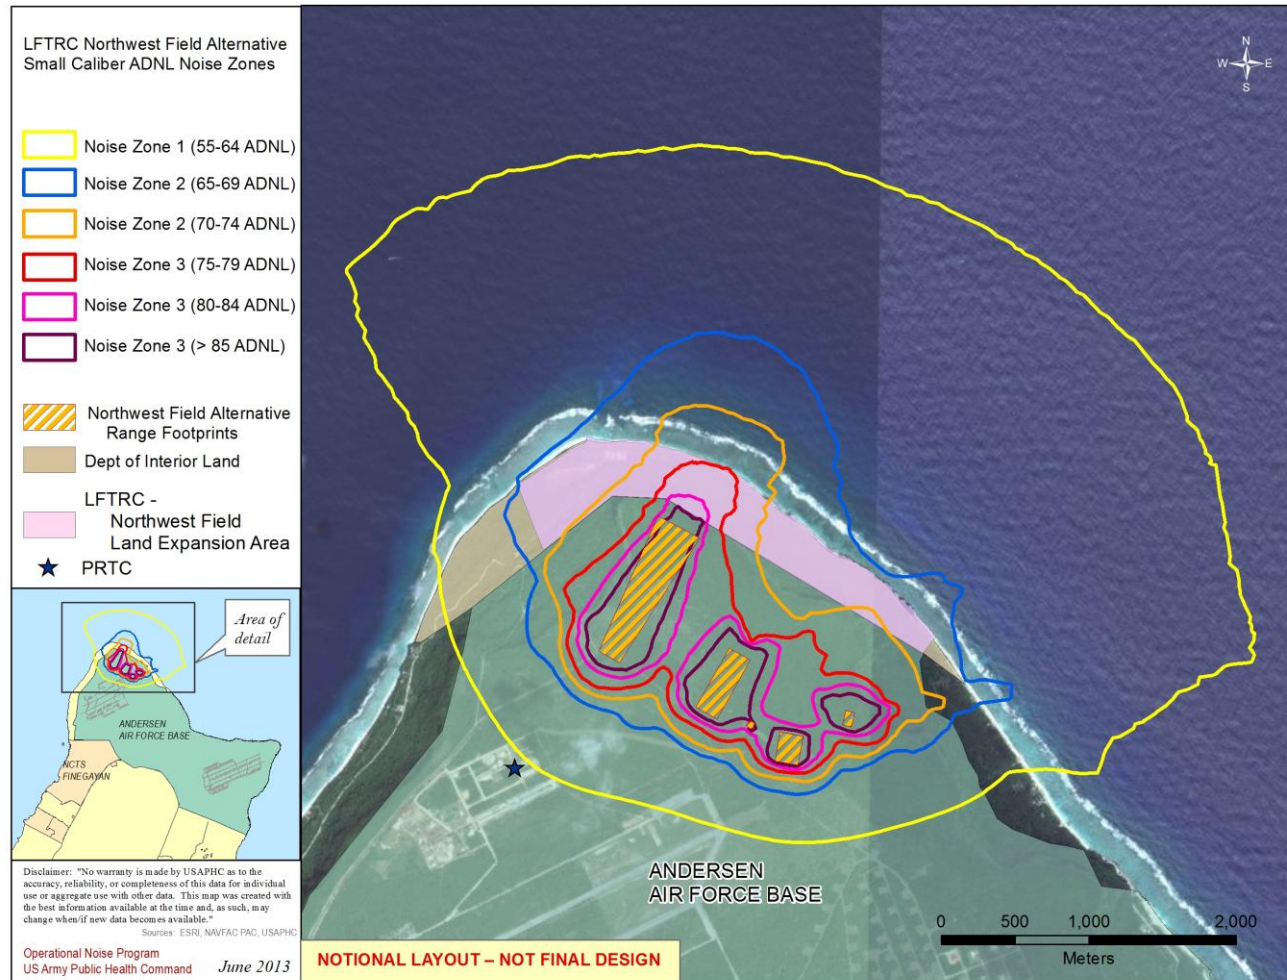 LFTRC Northwest Field Alternative
Small Caliber ADNL Noise Zones
Noise Zone 1 (55-64 ADNL)
Noise Zone 2 (65-69 ADNL)
Noise Zone 2 (70-74 ADNL)
Noise Zone 3 (75-79 ADNL)
Noise Zone 3 (80-84 ADNL)
Noise Zone 3 (> 85 ADNL)
Northwest Field Alternative
Range Footprints
Dept of Interior Land
LFTRC -
Northwest Field
Land Expansion Area
PRTC
Area of
detail
ANDERSEN
AIR FORCE BASE
NCTS
FINEGAYAN
Disclaimer: "No warranty is made by USAPHC as to the
accuracy, reliability, or completeness of this data for individual
use or aggregate use with other data. This map was created with
the best information available at the time and, as such, may
change when/if new data becomes available."
Sources: ESRI, NAVFAC PAC, USAPHC
Operational Noise Program
US Army Public Health Command June 2013
N
W E
S
ANDERSEN
AIR FORCE BASE
0 500 1,000 2,000
Meters
NOTIONAL LAYOUT – NOT FINAL DESIGN